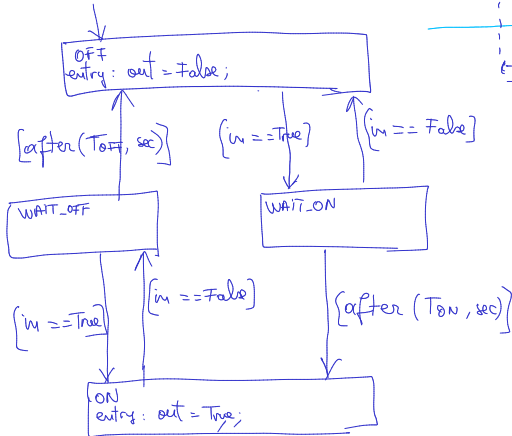 OFF
entry: out = False;
[after(TOFF, sec)]
[in==True]
[in == False]
WAIT_OFF
WAIT_ON
[in ==True]
[in ==False]
[after (TON, sec)]
ON
entry: out =True;